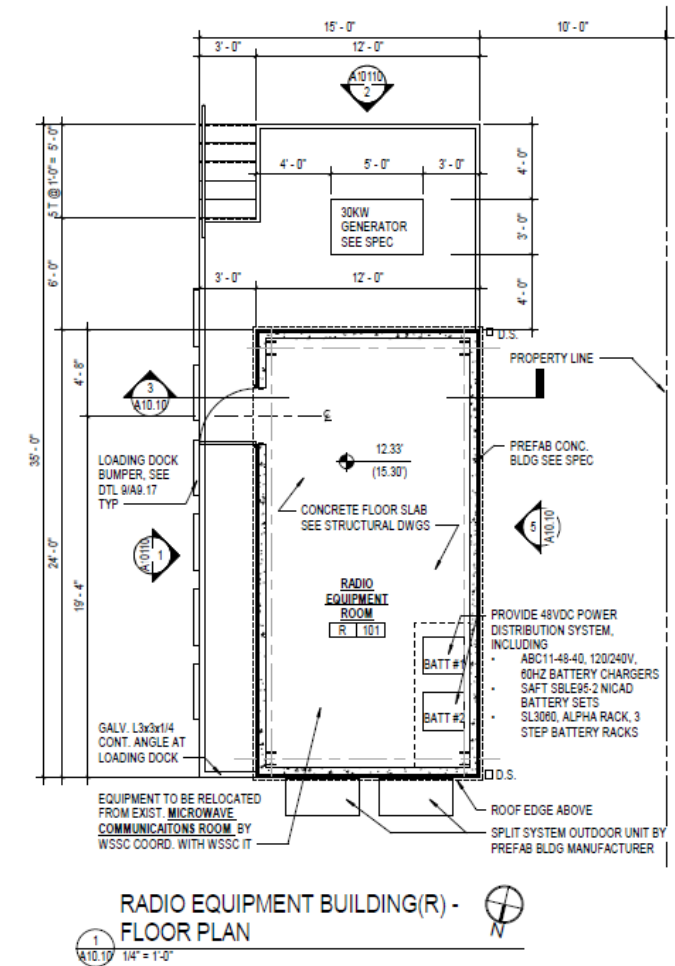 15' - 0"
10' - 0"
3' - 0"
12' - 0"
A10110
2
5 T @ 1'-0" = 5' - 0"
4' - 0"
5' - 0"
3' - 0"
4' - 0"
30KW
GENERATOR
SEE SPEC
3' - 0"
6' - 0"
3' - 0"
12' - 0"
4' - 0"
D.S.
PROPERTY LINE
4' - 8"
3
A10.10
℄
35' - 0"
12.33'
(15.30')
PREFAB CONC.
BLDG SEE SPEC
LOADING DOCK
BUMPER, SEE
DTL 9/A9.17
TYP
CONCRETE FLOOR SLAB
SEE STRUCTURAL DWGS
5
A10.10
A10110
1
24' - 0"
19' - 4"
RADIO
EQUIPMENT
ROOM
R 101
PROVIDE 48VDC POWER
DISTRIBUTION SYSTEM,
INCLUDING
• ABC11-48-40, 120/240V,
60HZ BATTERY CHARGERS
• SAFT SBLE95-2 NICAD
BATTERY SETS
• SL3060, ALPHA RACK, 3
STEP BATTERY RACKS
BATT #1
BATT #2
GALV. L3x3x1/4
CONT. ANGLE AT
LOADING DOCK
D.S.
EQUIPMENT TO BE RELOCATED
FROM EXIST. MICROWAVE
COMMUNICAITONS ROOM BY
WSSC COORD. WITH WSSC IT
ROOF EDGE ABOVE
SPLIT SYSTEM OUTDOOR UNIT BY
PREFAB BLDG MANUFACTURER
RADIO EQUIPMENT BUILDING(R) -
FLOOR PLAN
N
1
A10.10
1/4" = 1'-0"